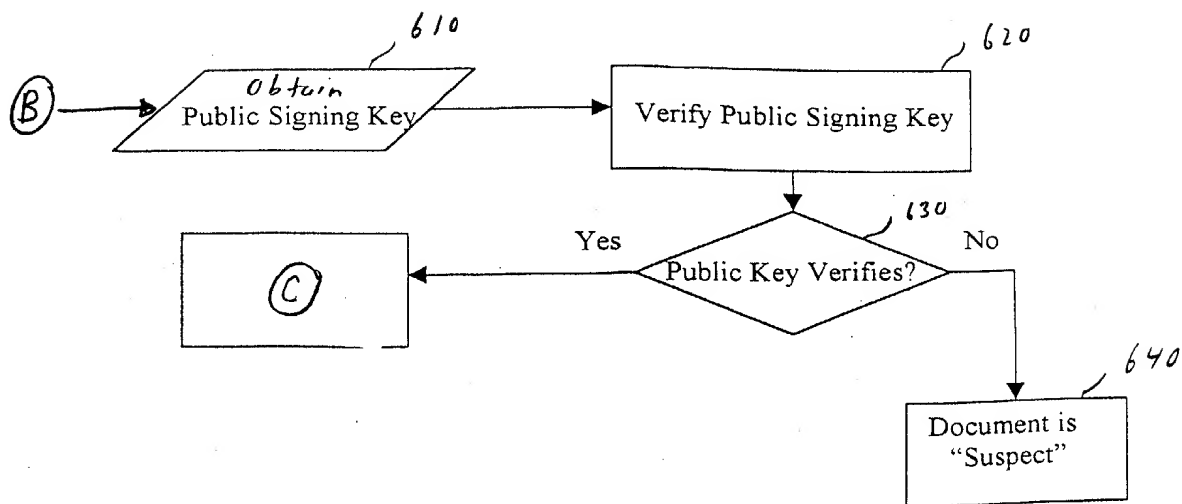 610
B
Obtain
Public Signing Key
620
Verify Public Signing Key
630
Yes
Public Key Verifies?
No
C
640
Document is
“Suspect”